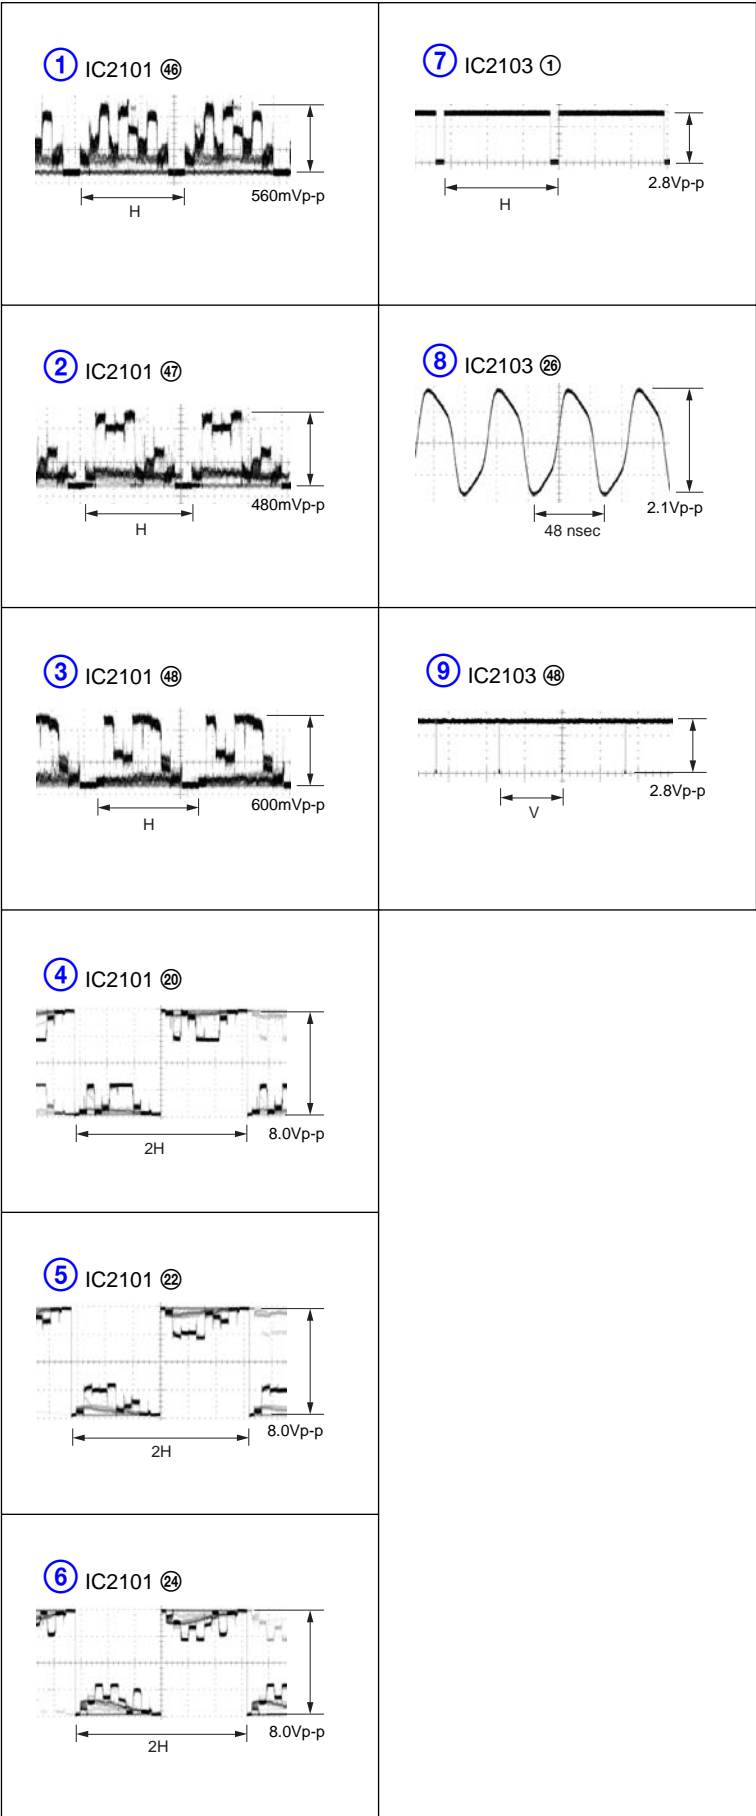 ① IC2101 ㊻
560mVp-p
H
② IC2101 ㊼
480mVp-p
H
③ IC2101 ㊽
600mVp-p
H
④ IC2101 ⑳
8.0Vp-p
2H
⑤ IC2101 ㉒
8.0Vp-p
2H
⑥ IC2101 ㉔
8.0Vp-p
2H
⑦ IC2103 ①
2.8Vp-p
H
⑧ IC2103 ㉖
2.1Vp-p
48 nsec
⑨ IC2103 ㊽
2.8Vp-p
V